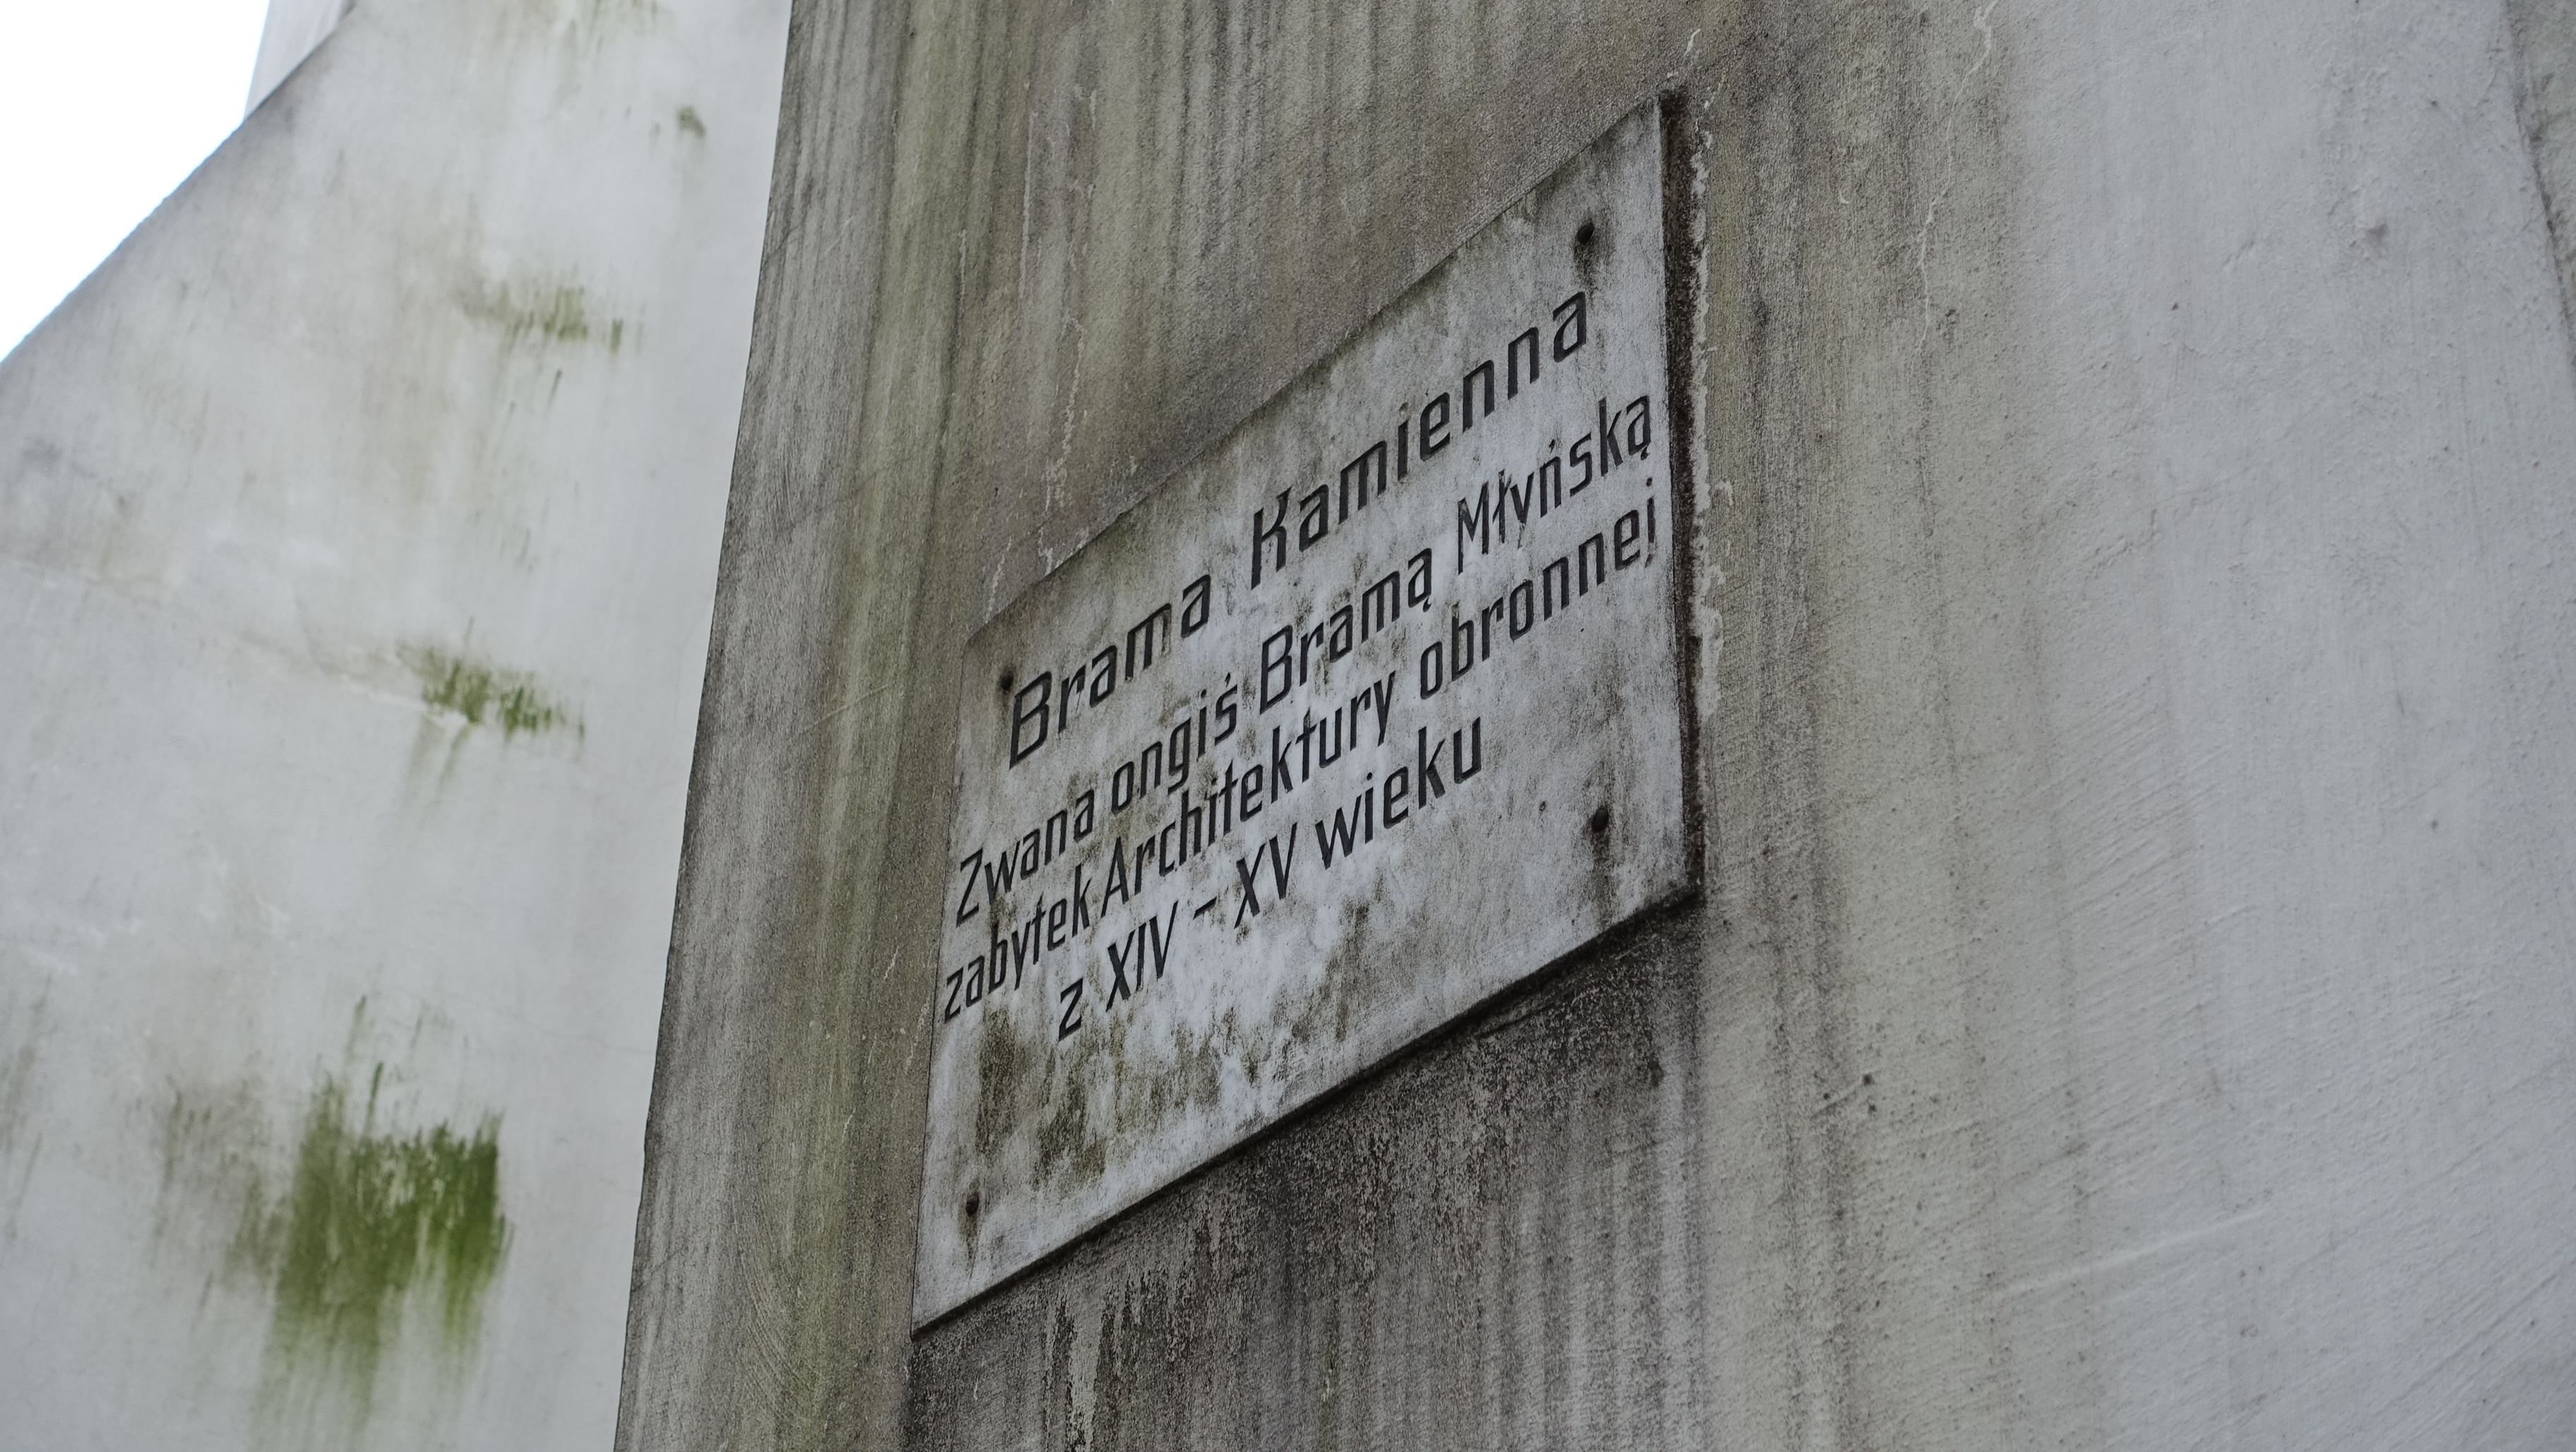 Brama Kamienna
Zwana ongiś Bramą Młyńską
zabytek Architektury obronnej
z XIV – XV wieku